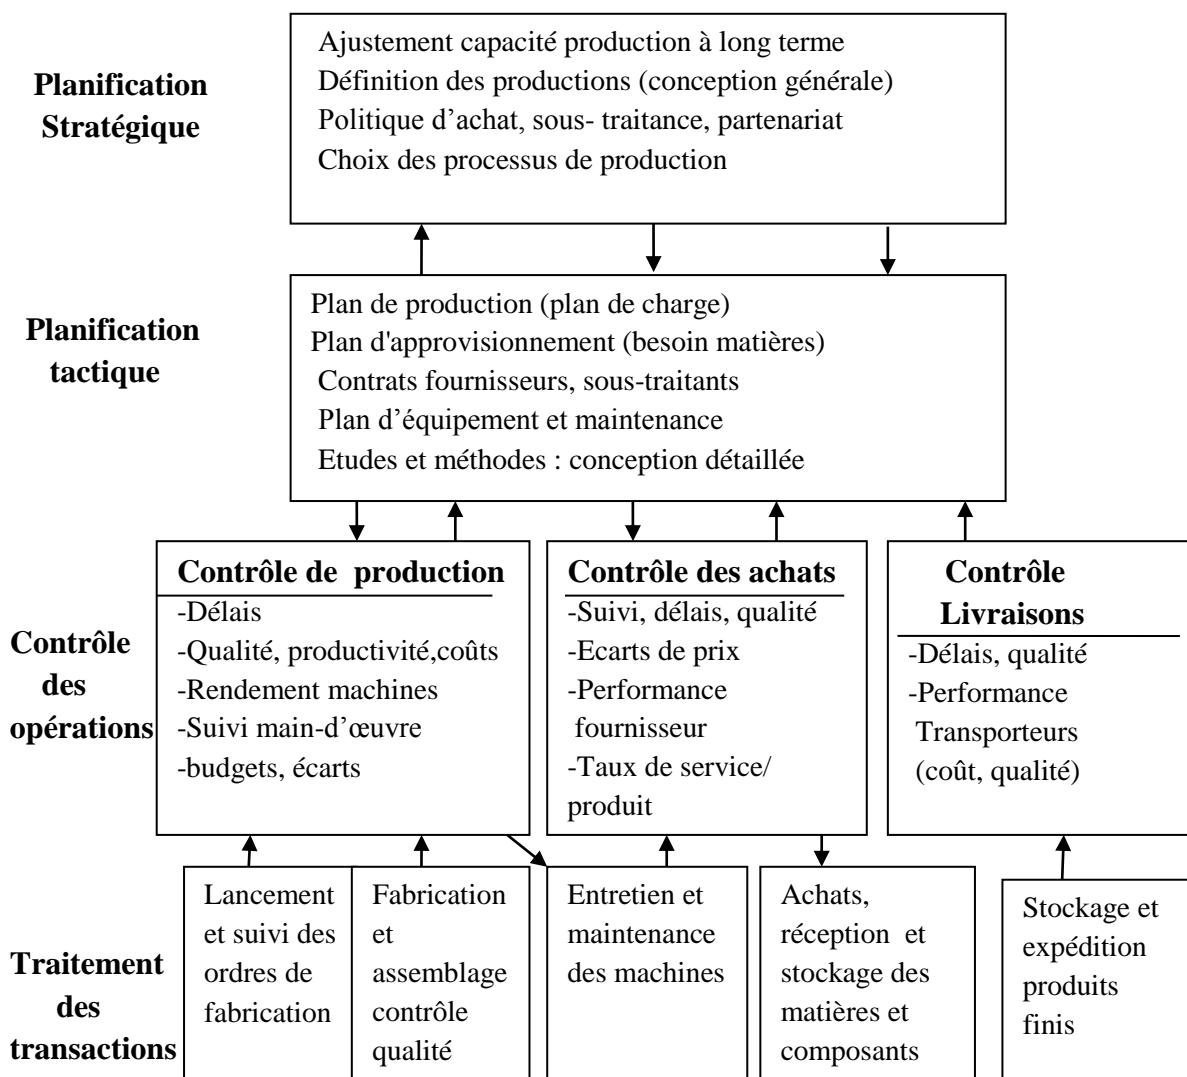 Planification
Stratégique
Ajustement capacité production à long terme
Définition des productions (conception générale)
Politique d’achat, sous- traitance, partenariat
Choix des processus de production
Planification
tactique
Plan de production (plan de charge)
Plan d'approvisionnement (besoin matières)
Contrats fournisseurs, sous-traitants
Plan d’équipement et maintenance
Etudes et méthodes : conception détaillée
Contrôle
des
opérations
Contrôle de production
-Délais
-Qualité, productivité,coûts
-Rendement machines
-Suivi main-d’œuvre
-budgets, écarts
Contrôle des achats
-Suivi, délais, qualité
-Ecarts de prix
-Performance
fournisseur
-Taux de service/
produit
Contrôle
Livraisons
-Délais, qualité
-Performance
Transporteurs
(coût, qualité)
Traitement
des
transactions
Lancement
et suivi des
ordres de
fabrication
Fabrication
et
assemblage
contrôle
qualité
Entretien et
maintenance
des machines
Achats,
réception et
stockage des
matières et
composants
Stockage et
expédition
produits
finis